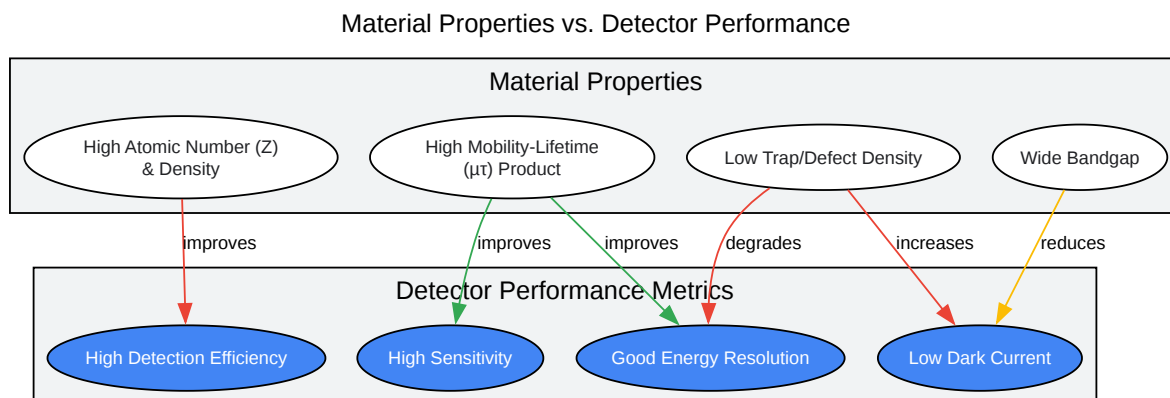 Material Properties vs. Detector Performance
Material Properties
High Atomic Number (Z)
& Density
High Mobility-Lifetime
(μτ) Product
Low Trap/Defect Density
Wide Bandgap
improves
improves
improves
degrades
increases
reduces
Detector Performance Metrics
High Detection Efficiency
High Sensitivity
Good Energy Resolution
Low Dark Current